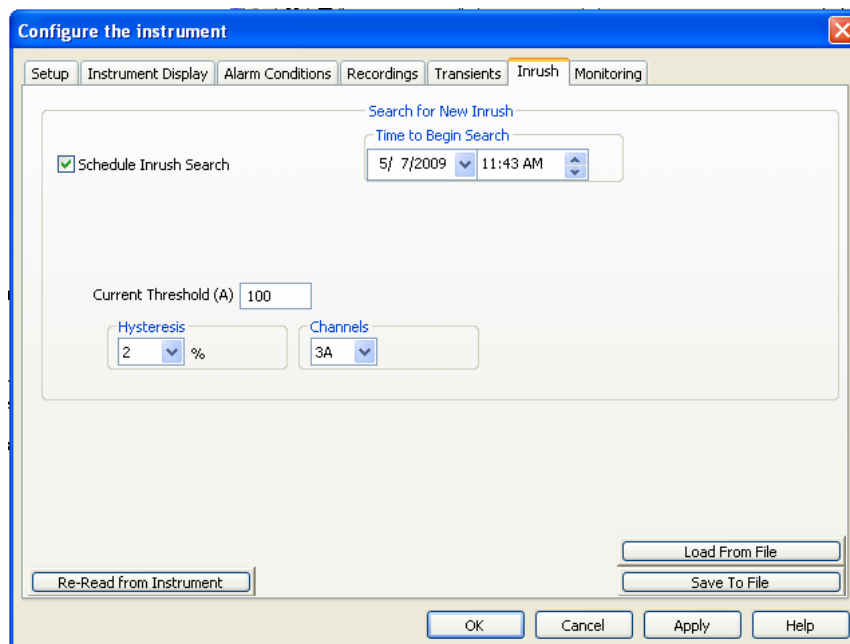 Configure the instrument
Setup Instrument Display Alarm Conditions Recordings Transients Inrush Monitoring
Search for New Inrush
Time to Begin Search
Schedule Inrush Search
5/ 7/2009 11:43 AM
Current Threshold (A) 100
Hysteresis Channels
2 % 3A
Load From File
Re-Read from Instrument Save To File
OK Cancel Apply Help